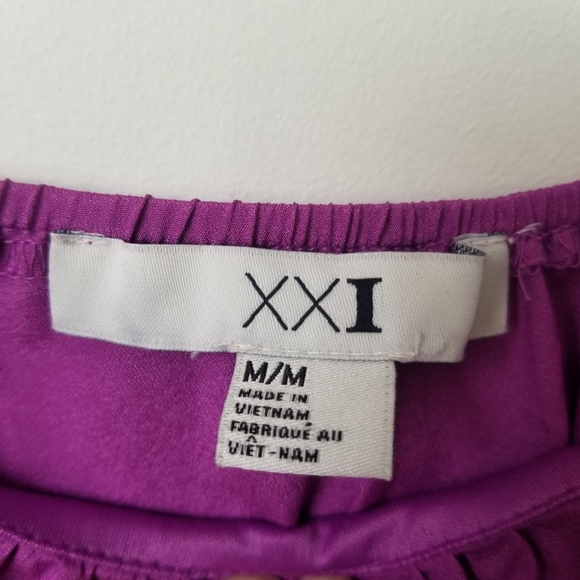 XXI
M/M
MADE IN
VIETNAM
FABRIQUÉ AU
VIÊT-NAM